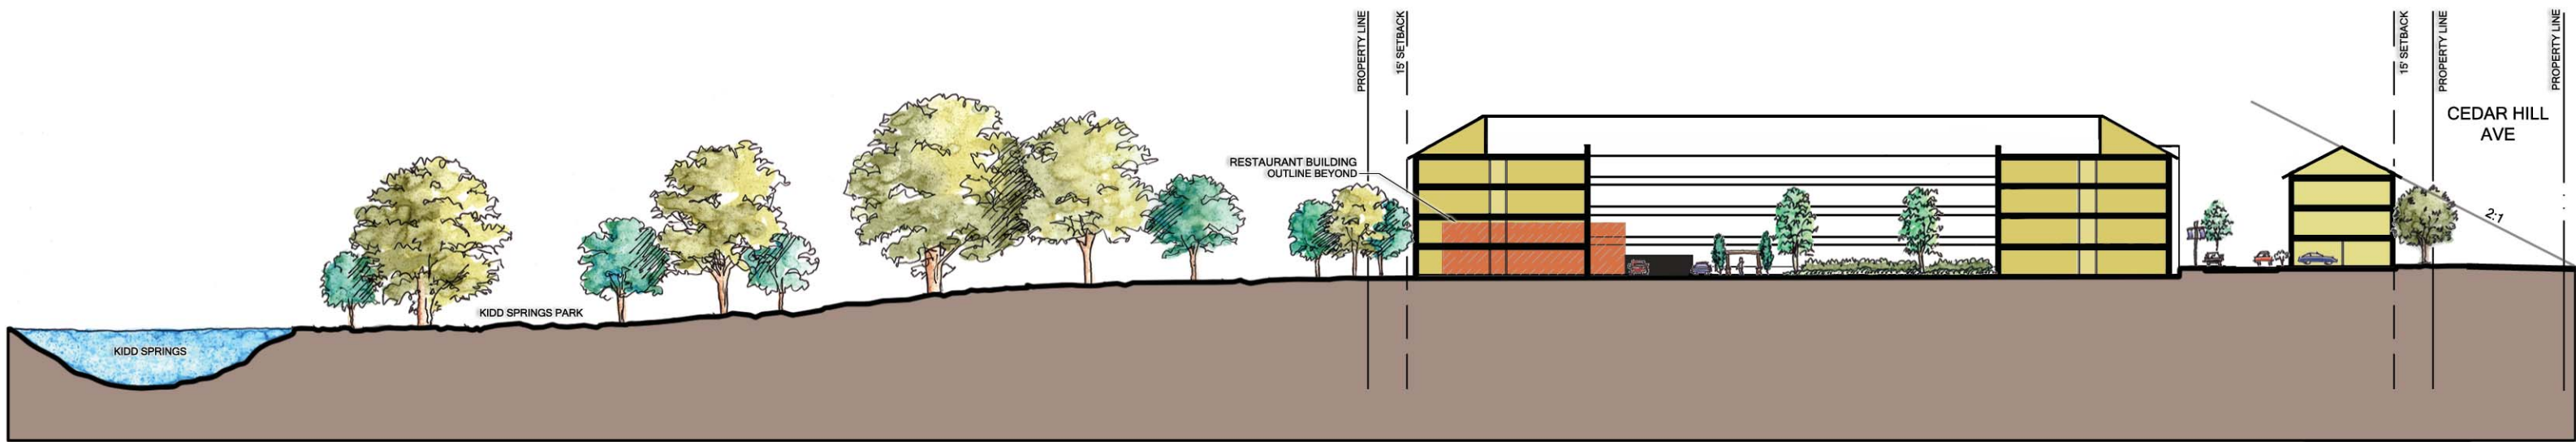 PROPERTY LINE
15' SETBACK
15' SETBACK
PROPERTY LINE
PROPERTY LINE
CEDAR HILL
AVE
RESTAURANT BUILDING
OUTLINE BEYOND
2:1
KIDD SPRINGS PARK
KIDD SPRINGS